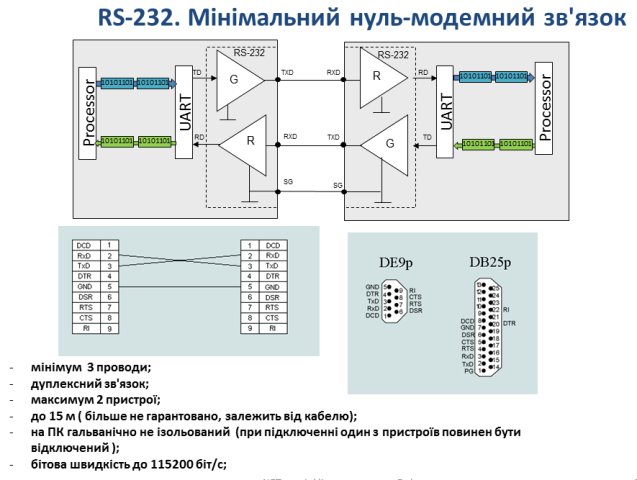 RS-232. Мінімальний нуль-модемний зв'язок
RS-232
RS-232
Processor
10101101 10101101
10101101 10101101
UART
TD
RD
G
R
TXD
RXD
SG
RXD
TXD
SG
R
G
RD
TD
UART
10101101 10101101
10101101 10101101
Processor
DCD 1
RxD 2
TxD 3
DTR 4
GND 5
DSR 6
RTS 7
CTS 8
RI 9
1 DCD
2 RxD
3 TxD
4 DTR
5 GND
6 DSR
7 RTS
8 CTS
9 RI
DE9p
GND 5
DTR 4
TxD 3
RxD 2
DCD 1
9 RI
8 CTS
7 RTS
6 DSR
DB25p
13
12
11
10
9
DCD 8
GND 7
DSR 6
CTS 5
RTS 4
RxD 3
TxD 2
PG 1
25
24
23
22 RI
21
20 DTR
19
18
17
16
15
14
- мінімум 3 проводи;
- дуплексний зв'язок;
- максимум 2 пристрої;
- до 15 м ( більше не гарантовано, залежить від кабелю);
- на ПК гальванічно не ізольований (при підключенні один з пристроїв повинен бути
відключений );
- бітова швидкість до 115200 біт/с;